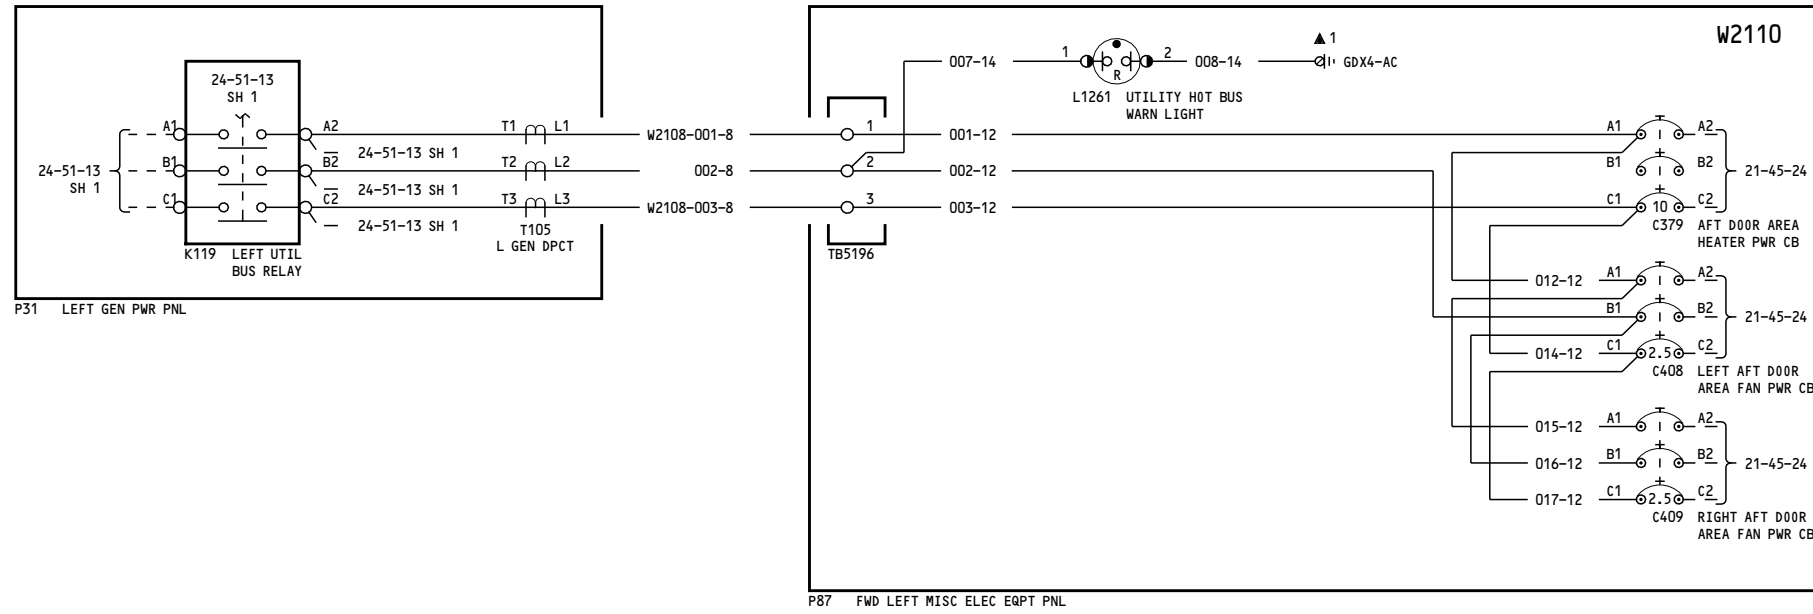 W2110
24-51-13
SH 1
A1
A2
24-51-13 SH 1
B1
B2
24-51-13 SH 1
C1
C2
24-51-13 SH 1
24-51-13
SH 1
K119 LEFT UTIL
BUS RELAY
T1 L1
T2 L2
T3 L3
T105
L GEN DPCT
P31 LEFT GEN PWR PNL
W2108-001-8
002-8
W2108-003-8
1
2
3
TB5196
007-14
1
2
R
008-14
▲ 1
GDX4-AC
L1261 UTILITY HOT BUS
WARN LIGHT
001-12
002-12
003-12
A1 A2
B1 B2
C1 10 C2
21-45-24
C379 AFT DOOR AREA
HEATER PWR CB
012-12 A1 A2
B1 B2
014-12 C1 2.5 C2
21-45-24
C408 LEFT AFT DOOR
AREA FAN PWR CB
015-12 A1 A2
016-12 B1 B2
017-12 C1 2.5 C2
21-45-24
C409 RIGHT AFT DOOR
AREA FAN PWR CB
P87 FWD LEFT MISC ELEC EQPT PNL